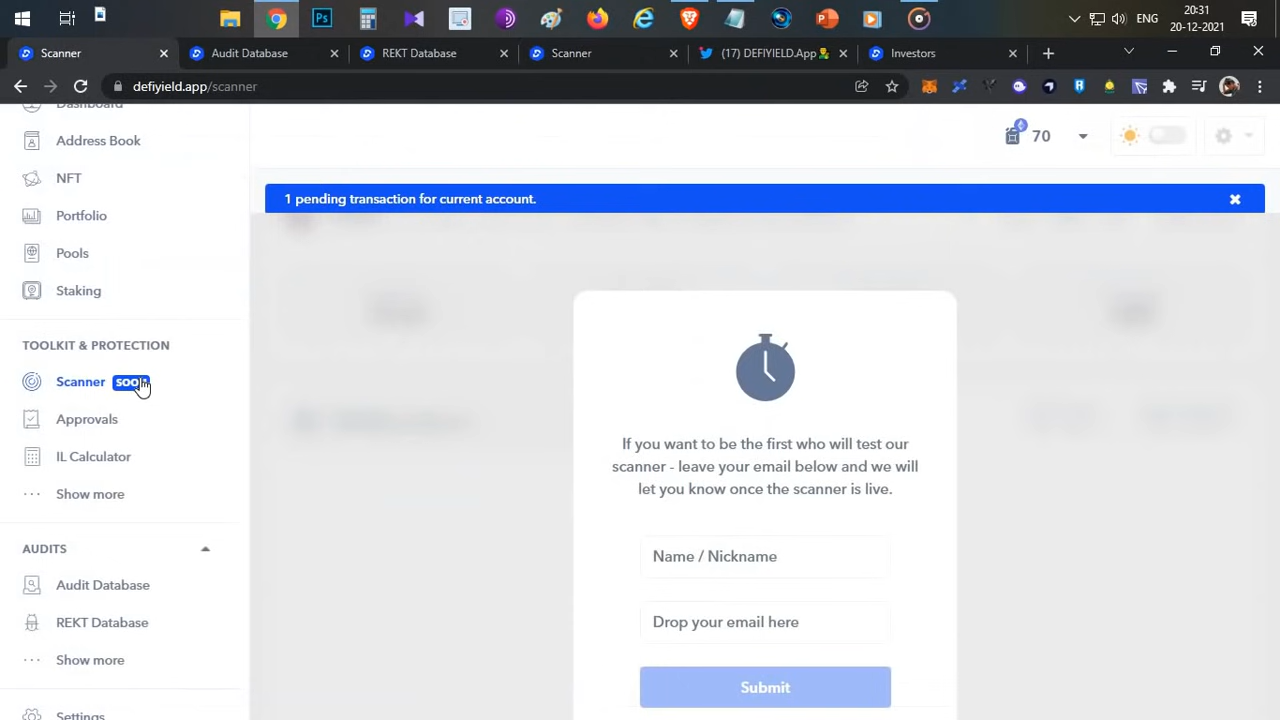 ENG
20:31
20-12-2021
Scanner
Audit Database
REKT Database
Scanner
(17) DEFIYIELD.App
Investors
defiyield.app/scanner
Dashboard
Address Book
NFT
Portfolio
Pools
Staking
TOOLKIT & PROTECTION
Scanner
Approvals
IL Calculator
Show more
AUDITS
Audit Database
REKT Database
Show more
Settings
70
1 pending transaction for current account.
If you want to be the first who will test our
scanner - leave your email below and we will
let you know once the scanner is live.
Name / Nickname
Drop your email here
Submit